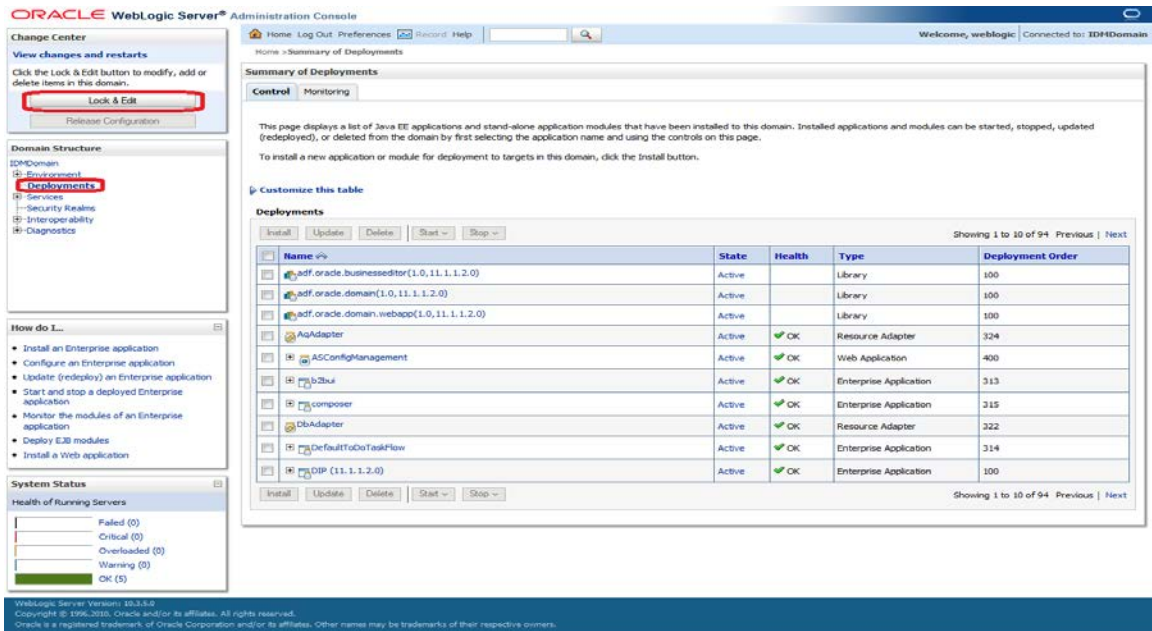 ORACLE WebLogic Server® Administration Console
Change Center
View changes and restarts
Click the Lock & Edit button to modify, add or
delete items in this domain.
Lock & Edit
Release Configuration
Domain Structure
IDMDomain
Environment
Deployments
Services
Security Realms
Interoperability
Diagnostics
How do I...
Install an Enterprise application
Configure an Enterprise application
Update (redeploy) an Enterprise application
Start and stop a deployed Enterprise
application
Monitor the modules of an Enterprise
application
Deploy EJB modules
Install a Web application
System Status
Health of Running Servers
Failed (0)
Critical (0)
Overloaded (0)
Warning (0)
OK (5)
Home Log Out Preferences Record Help
Welcome, weblogic Connected to: IDMDomain
Home >Summary of Deployments
Summary of Deployments
Control Monitoring
This page displays a list of Java EE applications and stand-alone application modules that have been installed to this domain. Installed applications and modules can be started, stopped, updated
(redeployed), or deleted from the domain by first selecting the application name and using the controls on this page.
To install a new application or module for deployment to targets in this domain, click the Install button.
Customize this table
Deployments
Install Update Delete Start Stop Showing 1 to 10 of 94 Previous | Next
Name State Health Type Deployment Order
adf.oracle.businesseditor(1.0,11.1.1.2.0) Active Library 100
adf.oracle.domain(1.0,11.1.1.2.0) Active Library 100
adf.oracle.domain.webapp(1.0,11.1.1.2.0) Active Library 100
AqAdapter Active OK Resource Adapter 324
ASConfigManagement Active OK Web Application 400
b2bui Active OK Enterprise Application 313
composer Active OK Enterprise Application 315
DbAdapter Active OK Resource Adapter 322
DefaultToDoTaskFlow Active OK Enterprise Application 314
DIP (11.1.1.2.0) Active OK Enterprise Application 100
Install Update Delete Start Stop Showing 1 to 10 of 94 Previous | Next
WebLogic Server Version: 10.3.5.0
Copyright © 1996,2010, Oracle and/or its affiliates. All rights reserved.
Oracle is a registered trademark of Oracle Corporation and/or its affiliates. Other names may be trademarks of their respective owners.